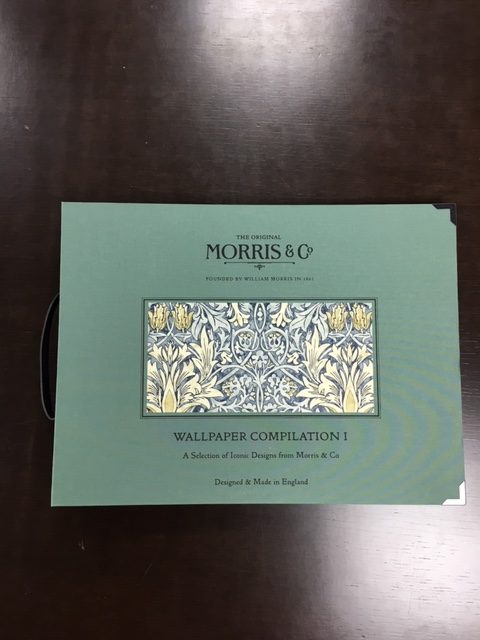 THE ORIGINAL
MORRIS & Co
FOUNDED BY WILLIAM MORRIS IN 1861
WALLPAPER COMPILATION I
A Selection of Iconic Designs from Morris & Co
Designed & Made in England